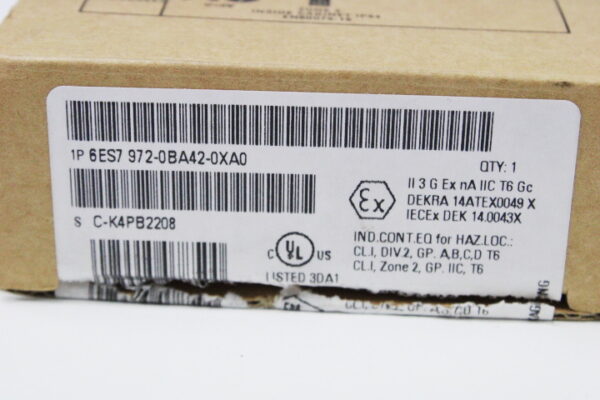 1P 6ES7 972-0BA42-0XA0
QTY: 1
II 3 G Ex nA IIC T6 Gc
DEKRA 14ATEX0049 X
IECEx DEK 14.0043X
Ex
S C-K4PB2208
IND.CONT.EQ for HAZ.LOC.:
CL.I, DIV.2, GP. A,B,C,D T6
CL.I, Zone 2, GP. IIC, T6
C UL US
LISTED 3DA1